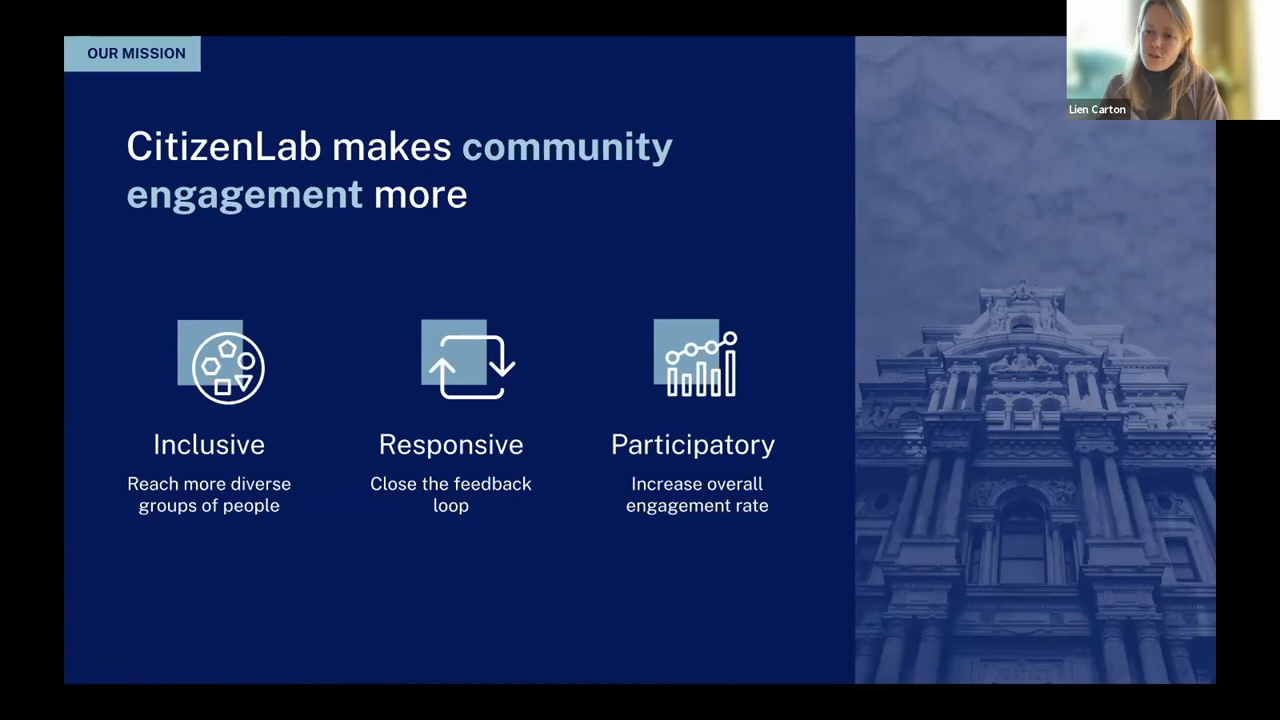 OUR MISSION
Lien Carton
CitizenLab makes community
engagement more
Inclusive
Reach more diverse
groups of people
Responsive
Close the feedback
loop
Participatory
Increase overall
engagement rate